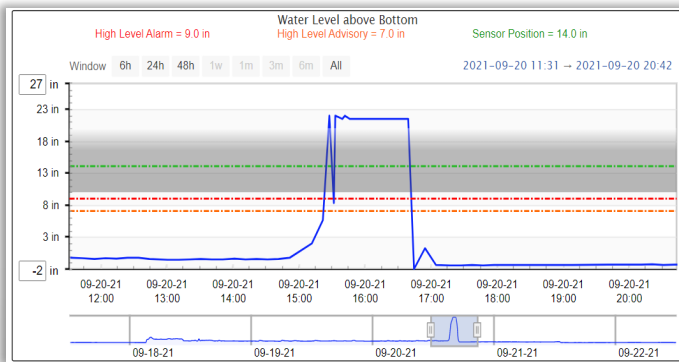 Water Level above Bottom
High Level Alarm = 9.0 in High Level Advisory = 7.0 in Sensor Position = 14.0 in
Window 6h 24h 48h 1w 1m 3m 6m All 2021-09-20 11:31 → 2021-09-20 20:42
27 in
23 in
18 in
13 in
8 in
3 in
-2 in
09-20-21 09-20-21 09-20-21 09-20-21 09-20-21 09-20-21 09-20-21 09-20-21 09-20-21
12:00 13:00 14:00 15:00 16:00 17:00 18:00 19:00 20:00
09-18-21 09-19-21 09-20-21 09-21-21 09-22-21